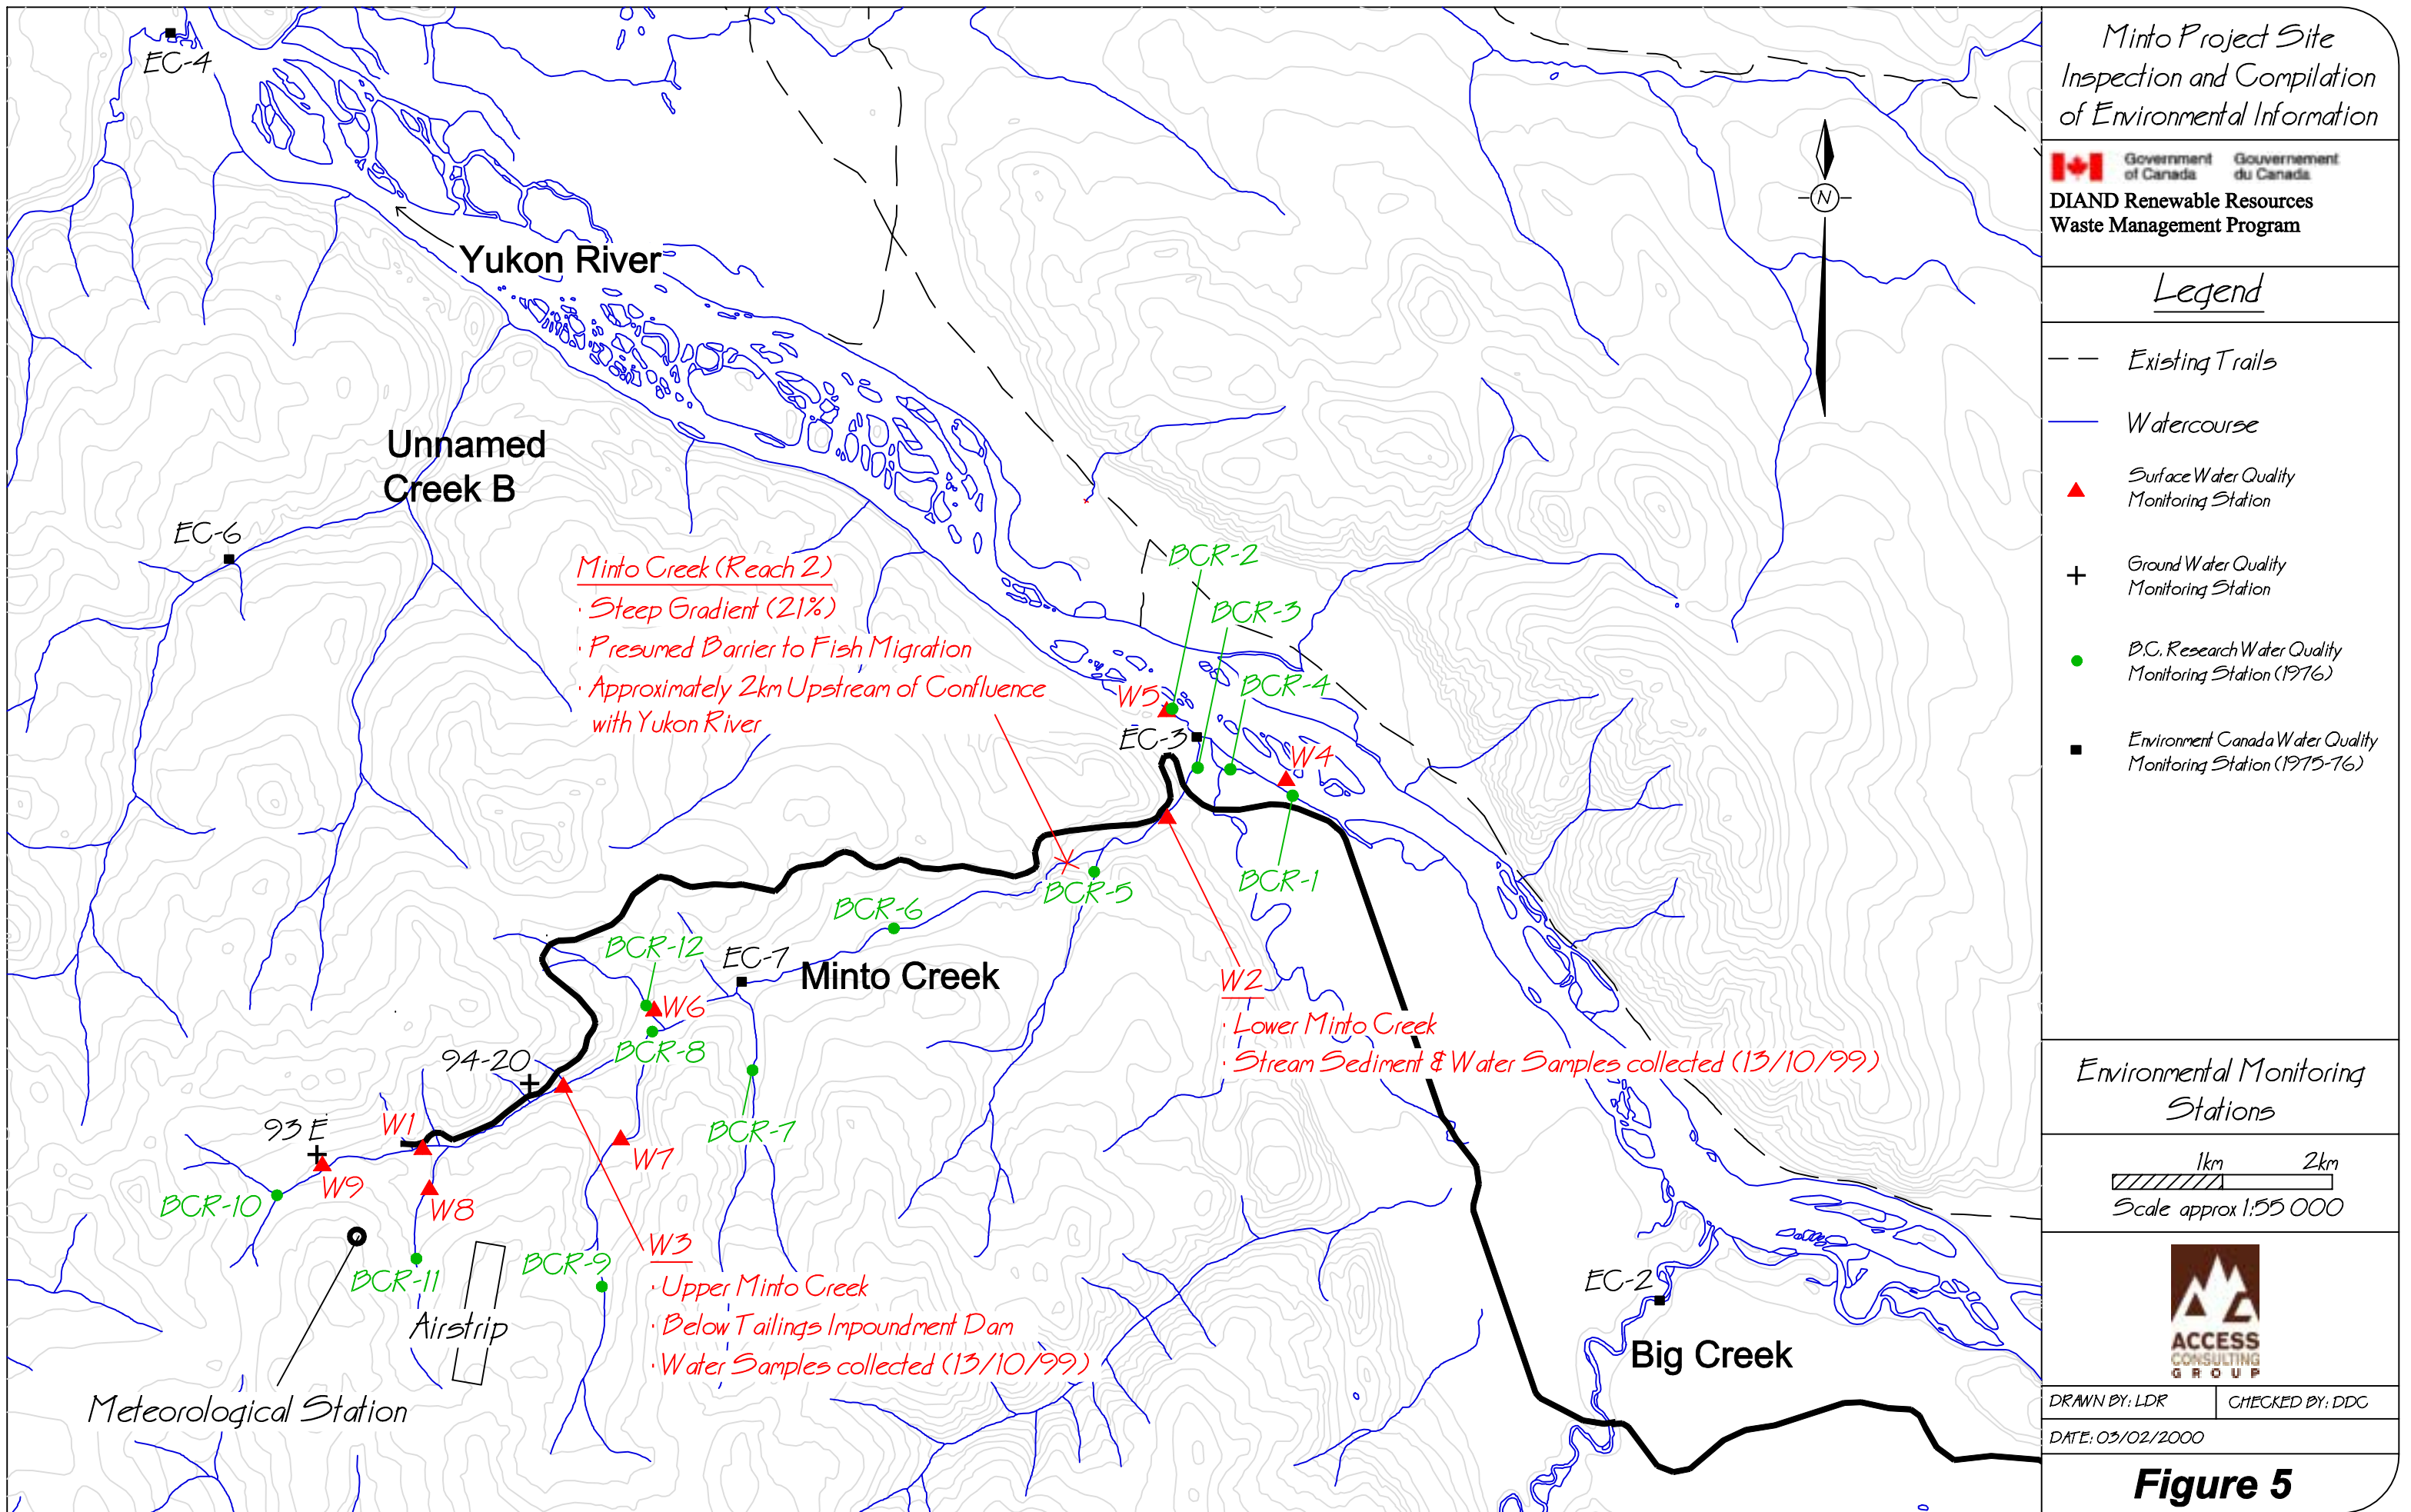 EC-4
Yukon River
Unnamed
Creek B
EC-6
Minto Creek (Reach 2)
· Steep Gradient (21%)
· Presumed Barrier to Fish Migration
· Approximately 2km Upstream of Confluence
with Yukon River
BCR-2
BCR-3
BCR-4
W5
EC-3
W4
BCR-1
BCR-5
BCR-6
BCR-12
EC-7
Minto Creek
W6
BCR-8
94-20
W2
· Lower Minto Creek
· Stream Sediment & Water Samples collected (13/10/99)
93 E
W1
W9
BCR-10
W8
W7
BCR-7
BCR-11
BCR-9
Airstrip
Meteorological Station
W3
· Upper Minto Creek
· Below Tailings Impoundment Dam
· Water Samples collected (13/10/99)
EC-2
Big Creek
N
Minto Project Site
Inspection and Compilation
of Environmental Information
Government of Canada
Gouvernement du Canada
DIAND Renewable Resources
Waste Management Program
Legend
Existing Trails
Watercourse
Surface Water Quality
Monitoring Station
Ground Water Quality
Monitoring Station
B.C. Research Water Quality
Monitoring Station (1976)
Environment Canada Water Quality
Monitoring Station (1975-76)
Environmental Monitoring
Stations
1km 2km
Scale approx 1:55 000
ACCESS
CONSULTING
GROUP
DRAWN BY: LDR
CHECKED BY: DDC
DATE: 03/02/2000
Figure 5